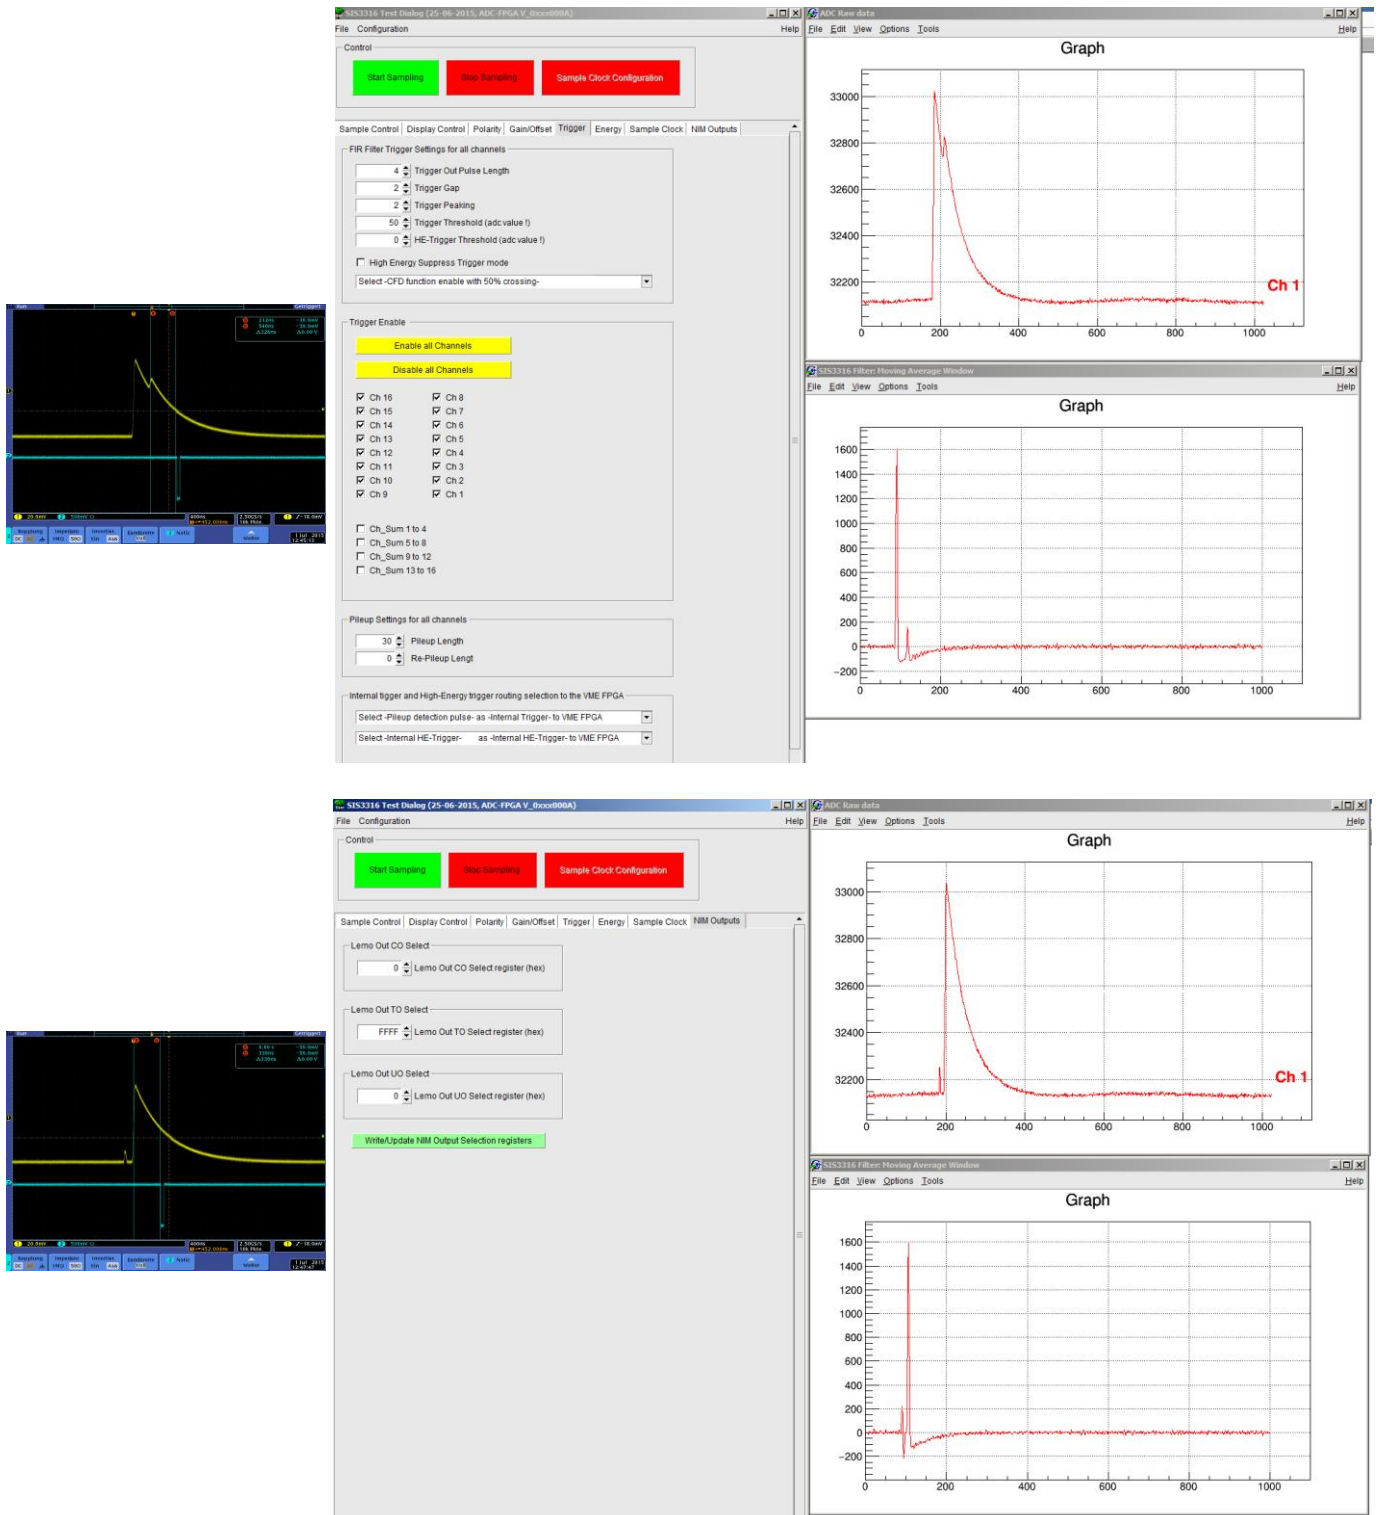 SIS3316 Test Dialog (25-06-2015, ADC-FPGA V_0xxx000A)
File Configuration Help
Control
Start Sampling Stop Sampling Sample Clock Configuration
Sample Control Display Control Polarity Gain/Offset Trigger Energy Sample Clock NIM Outputs
FIR Filter Trigger Settings for all channels
4 Trigger Out Pulse Length
2 Trigger Gap
2 Trigger Peaking
50 Trigger Threshold (adc value !)
0 HE-Trigger Threshold (adc value !)
High Energy Suppress Trigger mode
Select -CFD function enable with 50% crossing-
Trigger Enable
Enable all Channels
Disable all Channels
Ch 16 Ch 8
Ch 15 Ch 7
Ch 14 Ch 6
Ch 13 Ch 5
Ch 12 Ch 4
Ch 11 Ch 3
Ch 10 Ch 2
Ch 9 Ch 1
Ch_Sum 1 to 4
Ch_Sum 5 to 8
Ch_Sum 9 to 12
Ch_Sum 13 to 16
Pileup Settings for all channels
30 Pileup Length
0 Re-Pileup Lengt
Internal tigger and High-Energy trigger routing selection to the VME FPGA
Select -Pileup detection pulse- as -Internal Trigger- to VME FPGA
Select -Internal HE-Trigger- as -Internal HE-Trigger- to VME FPGA
ADC Raw data
File Edit View Options Tools Help
Graph
33000
32800
32600
32400
32200
Ch 1
0 200 400 600 800 1000
SIS3316 Filter: Moving Average Window
File Edit View Options Tools Help
Graph
1600
1400
1200
1000
800
600
400
200
0
−200
0 200 400 600 800 1000
SIS3316 Test Dialog (25-06-2015, ADC-FPGA V_0xxx000A)
File Configuration Help
Control
Start Sampling Stop Sampling Sample Clock Configuration
Sample Control Display Control Polarity Gain/Offset Trigger Energy Sample Clock NIM Outputs
Lemo Out CO Select
0 Lemo Out CO Select register (hex)
Lemo Out TO Select
FFFF Lemo Out TO Select register (hex)
Lemo Out UO Select
0 Lemo Out UO Select register (hex)
Write/Update NIM Output Selection registers
ADC Raw data
File Edit View Options Tools Help
Graph
33000
32800
32600
32400
32200
Ch 1
0 200 400 600 800 1000
SIS3316 Filter: Moving Average Window
File Edit View Options Tools Help
Graph
1600
1400
1200
1000
800
600
400
200
0
−200
0 200 400 600 800 1000